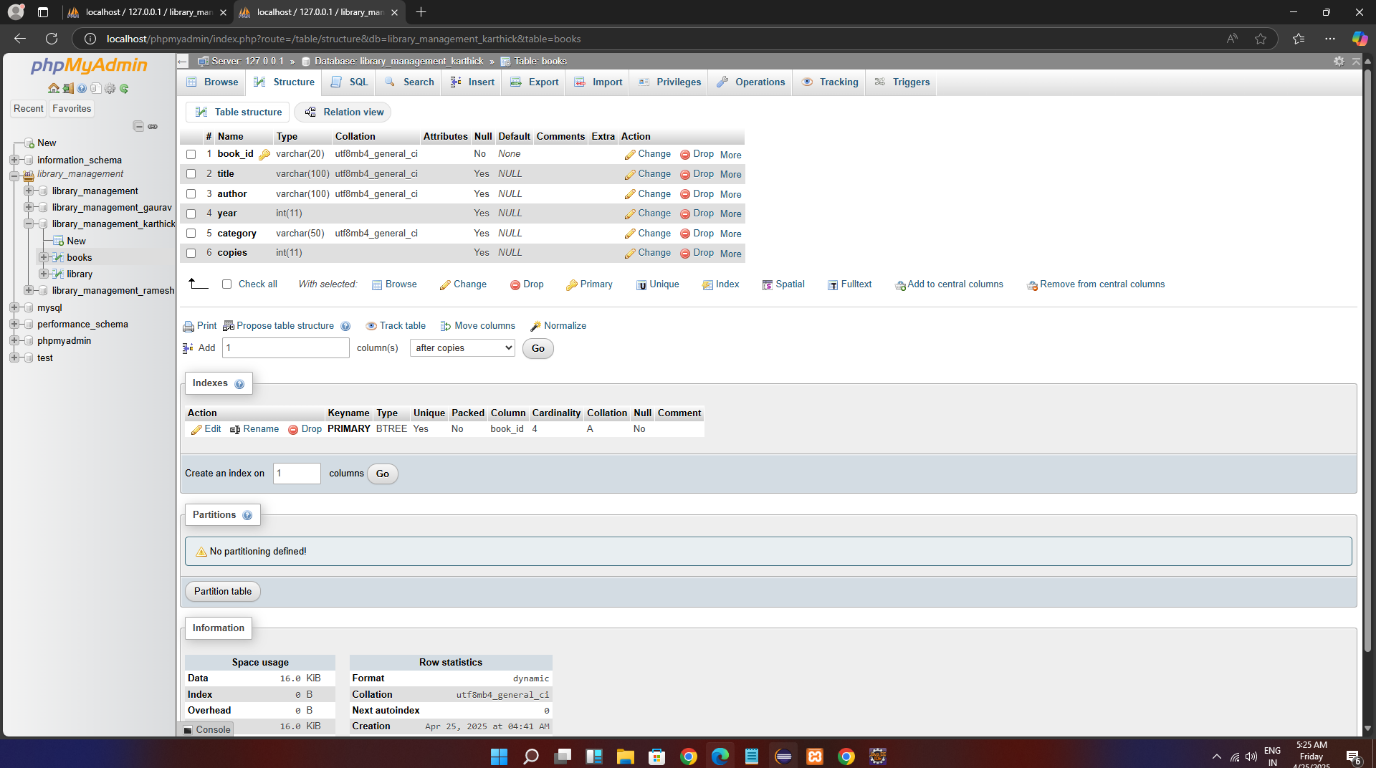 localhost / 127.0.0.1 / library_man
localhost / 127.0.0.1 / library_man
localhost/phpmyadmin/index.php?route=/table/structure&db=library_management_karthick&table=books
phpMyAdmin
Recent Favorites
New
information_schema
library_management
library_management
library_management_gaurav
library_management_karthick
New
books
library
library_management_ramesh
mysql
performance_schema
phpmyadmin
test
Server: 127.0.0.1 » Database: library_management_karthick » Table: books
Browse Structure SQL Search Insert Export Import Privileges Operations Tracking Triggers
Table structure Relation view
# Name Type Collation Attributes Null Default Comments Extra Action
1 book_id varchar(20) utf8mb4_general_ci No None Change Drop More
2 title varchar(100) utf8mb4_general_ci Yes NULL Change Drop More
3 author varchar(100) utf8mb4_general_ci Yes NULL Change Drop More
4 year int(11) Yes NULL Change Drop More
5 category varchar(50) utf8mb4_general_ci Yes NULL Change Drop More
6 copies int(11) Yes NULL Change Drop More
Check all With selected: Browse Change Drop Primary Unique Index Spatial Fulltext Add to central columns Remove from central columns
Print Propose table structure Track table Move columns Normalize
Add 1 column(s) after copies Go
Indexes
Action Keyname Type Unique Packed Column Cardinality Collation Null Comment
Edit Rename Drop PRIMARY BTREE Yes No book_id 4 A No
Create an index on 1 columns Go
Partitions
No partitioning defined!
Partition table
Information
Space usage
Data 16.0 KiB
Index 0 B
Overhead 0 B
16.0 KiB
Row statistics
Format dynamic
Collation utf8mb4_general_ci
Next autoindex 0
Creation Apr 25, 2025 at 04:41 AM
Console
ENG
IN
5:25 AM
Friday
4/25/2025
6